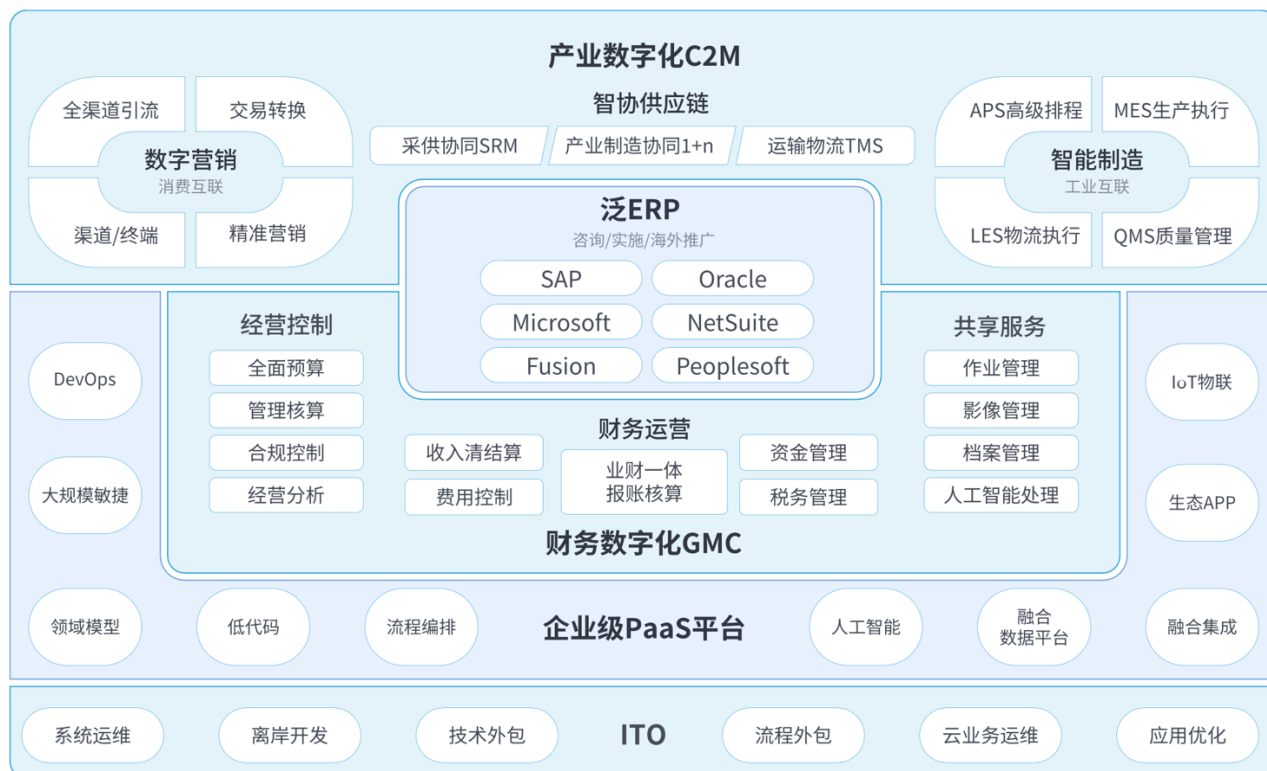 产业数字化C2M
全渠道引流
交易转换
数字营销
消费互联
渠道/终端
精准营销
智协供应链
采供协同SRM
产业制造协同1+n
运输物流TMS
APS高级排程
MES生产执行
智能制造
工业互联
LES物流执行
QMS质量管理
泛ERP
咨询/实施/海外推广
SAP
Oracle
Microsoft
NetSuite
Fusion
Peoplesoft
经营控制
全面预算
管理核算
合规控制
经营分析
财务运营
收入清结算
费用控制
业财一体
报账核算
资金管理
税务管理
共享服务
作业管理
影像管理
档案管理
人工智能处理
财务数字化GMC
DevOps
大规模敏捷
IoT物联
生态APP
领域模型
低代码
流程编排
企业级PaaS平台
人工智能
融合
数据平台
融合集成
系统运维
离岸开发
技术外包
ITO
流程外包
云业务运维
应用优化